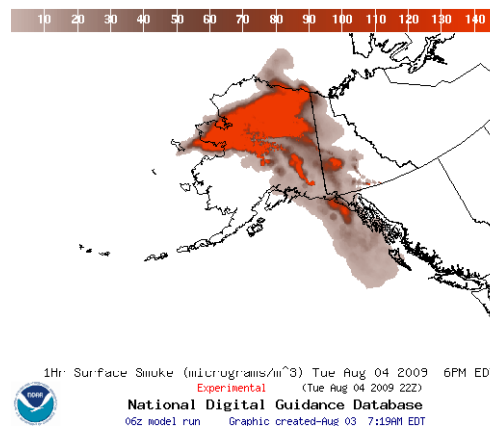 10 20 30 40 50 60 70 80 90 100 110 120 130 140
1Hr Surface Smoke (micrograms/m^3) Tue Aug 04 2009 6PM ED
Experimental (Tue Aug 04 2009 22Z)
NOAA
National Digital Guidance Database
06z model run Graphic created-Aug 03 7:19AM EDT